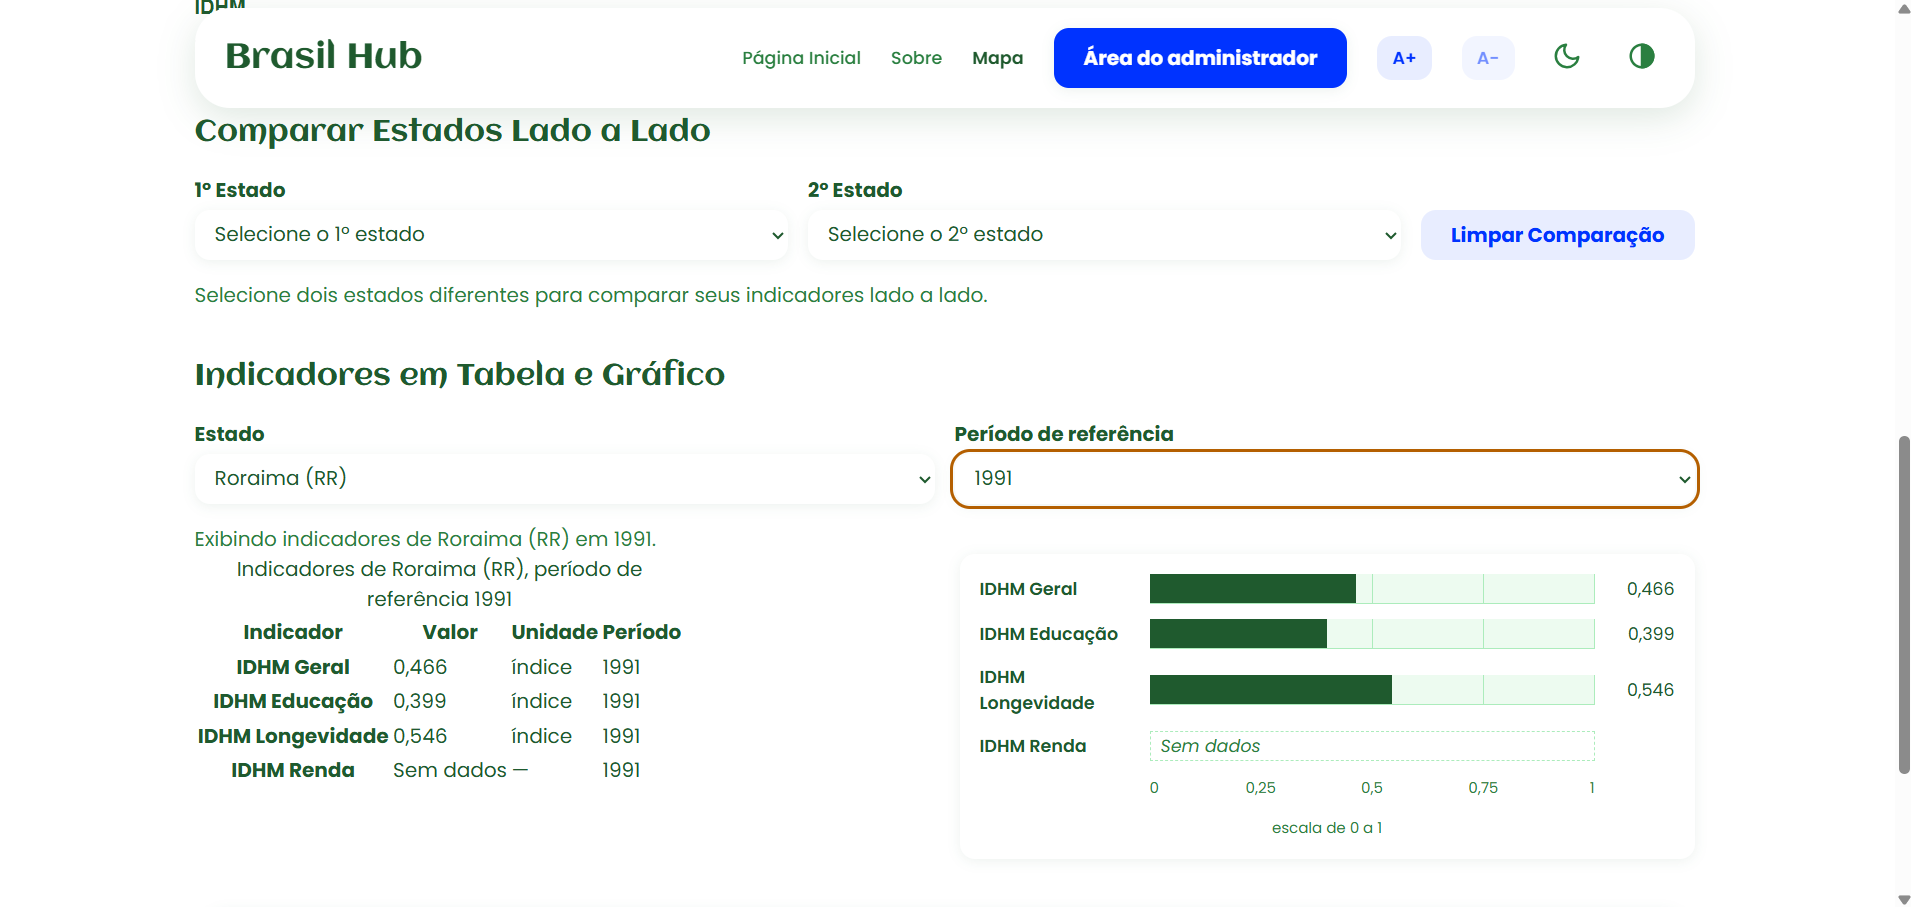 IDHM
Brasil Hub
Página Inicial
Sobre
Mapa
Área do administrador
A+
A-
Comparar Estados Lado a Lado
1º Estado
2º Estado
Selecione o 1º estado
Selecione o 2º estado
Limpar Comparação
Selecione dois estados diferentes para comparar seus indicadores lado a lado.
Indicadores em Tabela e Gráfico
Estado
Período de referência
Roraima (RR)
1991
Exibindo indicadores de Roraima (RR) em 1991.
Indicadores de Roraima (RR), período de
referência 1991
Indicador Valor Unidade Período
IDHM Geral 0,466 índice 1991
IDHM Educação 0,399 índice 1991
IDHM Longevidade 0,546 índice 1991
IDHM Renda Sem dados — 1991
IDHM Geral 0,466
IDHM Educação 0,399
IDHM
Longevidade 0,546
IDHM Renda Sem dados
0 0,25 0,5 0,75 1
escala de 0 a 1